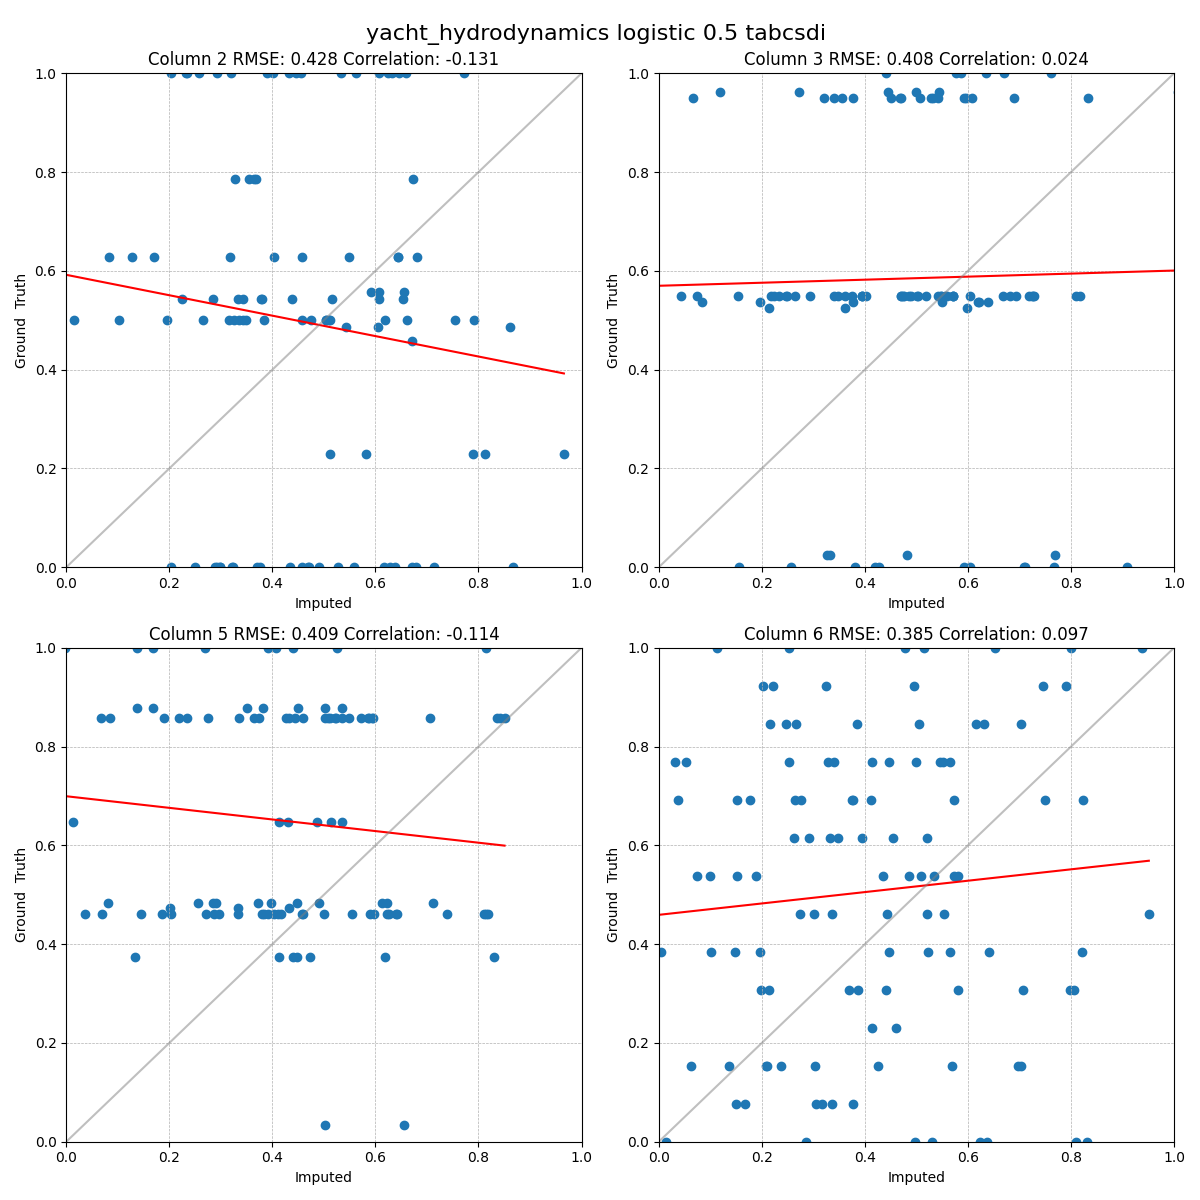 yacht_hydrodynamics logistic 0.5 tabcsdi
Column 2 RMSE: 0.428 Correlation: -0.131
Column 3 RMSE: 0.408 Correlation: 0.024
1.0
0.8
0.6
0.4
0.2
0.0
Ground Truth
0.0 0.2 0.4 0.6 0.8 1.0
Imputed
1.0
0.8
0.6
0.4
0.2
0.0
Ground Truth
0.0 0.2 0.4 0.6 0.8 1.0
Imputed
Column 5 RMSE: 0.409 Correlation: -0.114
Column 6 RMSE: 0.385 Correlation: 0.097
1.0
0.8
0.6
0.4
0.2
0.0
Ground Truth
0.0 0.2 0.4 0.6 0.8 1.0
Imputed
1.0
0.8
0.6
0.4
0.2
0.0
Ground Truth
0.0 0.2 0.4 0.6 0.8 1.0
Imputed